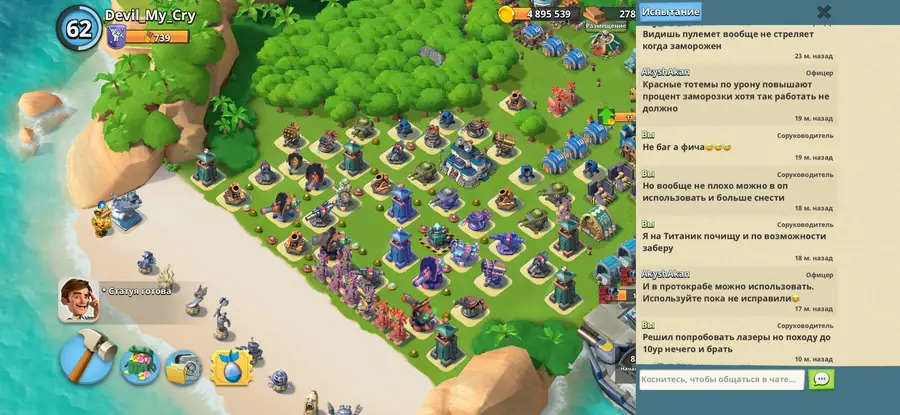 62
Devil_My_Cry
739
4 895 539
278
Размещение
* Статуя готова
Испытание
Видишь пулемет вообще не стреляет
когда заморожен
23 м. назад
AkyshAkan
Офицер
Красные тотемы по урону повышают
процент заморозки хотя так работать не
должно
19 м. назад
Вы
Соруководитель
Не баг а фича😅😅😅
19 м. назад
Вы
Соруководитель
Но вообще не плохо можно в оп
использовать и больше снести
18 м. назад
Вы
Соруководитель
Я на Титаник почищу и по возможности
заберу
18 м. назад
AkyshAkan
Офицер
И в протокрабе можно использовать.
Используйте пока не исправили😂
17 м. назад
Вы
Соруководитель
Решил попробовать лазеры но походу до
10ур нечего и брать
10 м. назад
Коснитесь, чтобы общаться в чате...